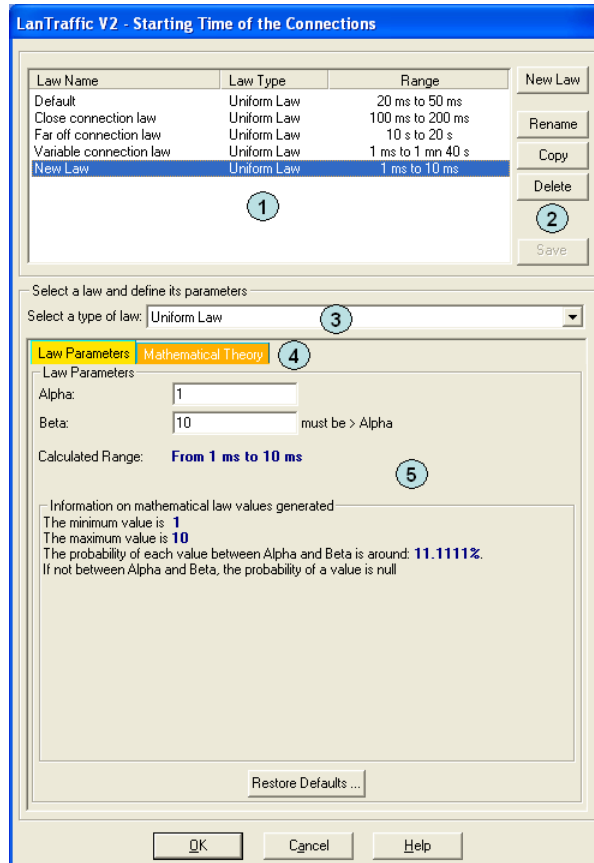 LanTraffic V2 - Starting Time of the Connections
Law Name Law Type Range
Default Uniform Law 20 ms to 50 ms
Close connection law Uniform Law 100 ms to 200 ms
Far off connection law Uniform Law 10 s to 20 s
Variable connection law Uniform Law 1 ms to 1 mn 40 s
New Law Uniform Law 1 ms to 10 ms
1
New Law
Rename
Copy
Delete
2
Save
Select a law and define its parameters
Select a type of law: Uniform Law
3
Law Parameters Mathematical Theory
4
Law Parameters
Alpha: 1
Beta: 10 must be > Alpha
Calculated Range: From 1 ms to 10 ms
5
Information on mathematical law values generated
The minimum value is 1
The maximum value is 10
The probability of each value between Alpha and Beta is around: 11.1111%.
If not between Alpha and Beta, the probability of a value is null
Restore Defaults ...
OK Cancel Help